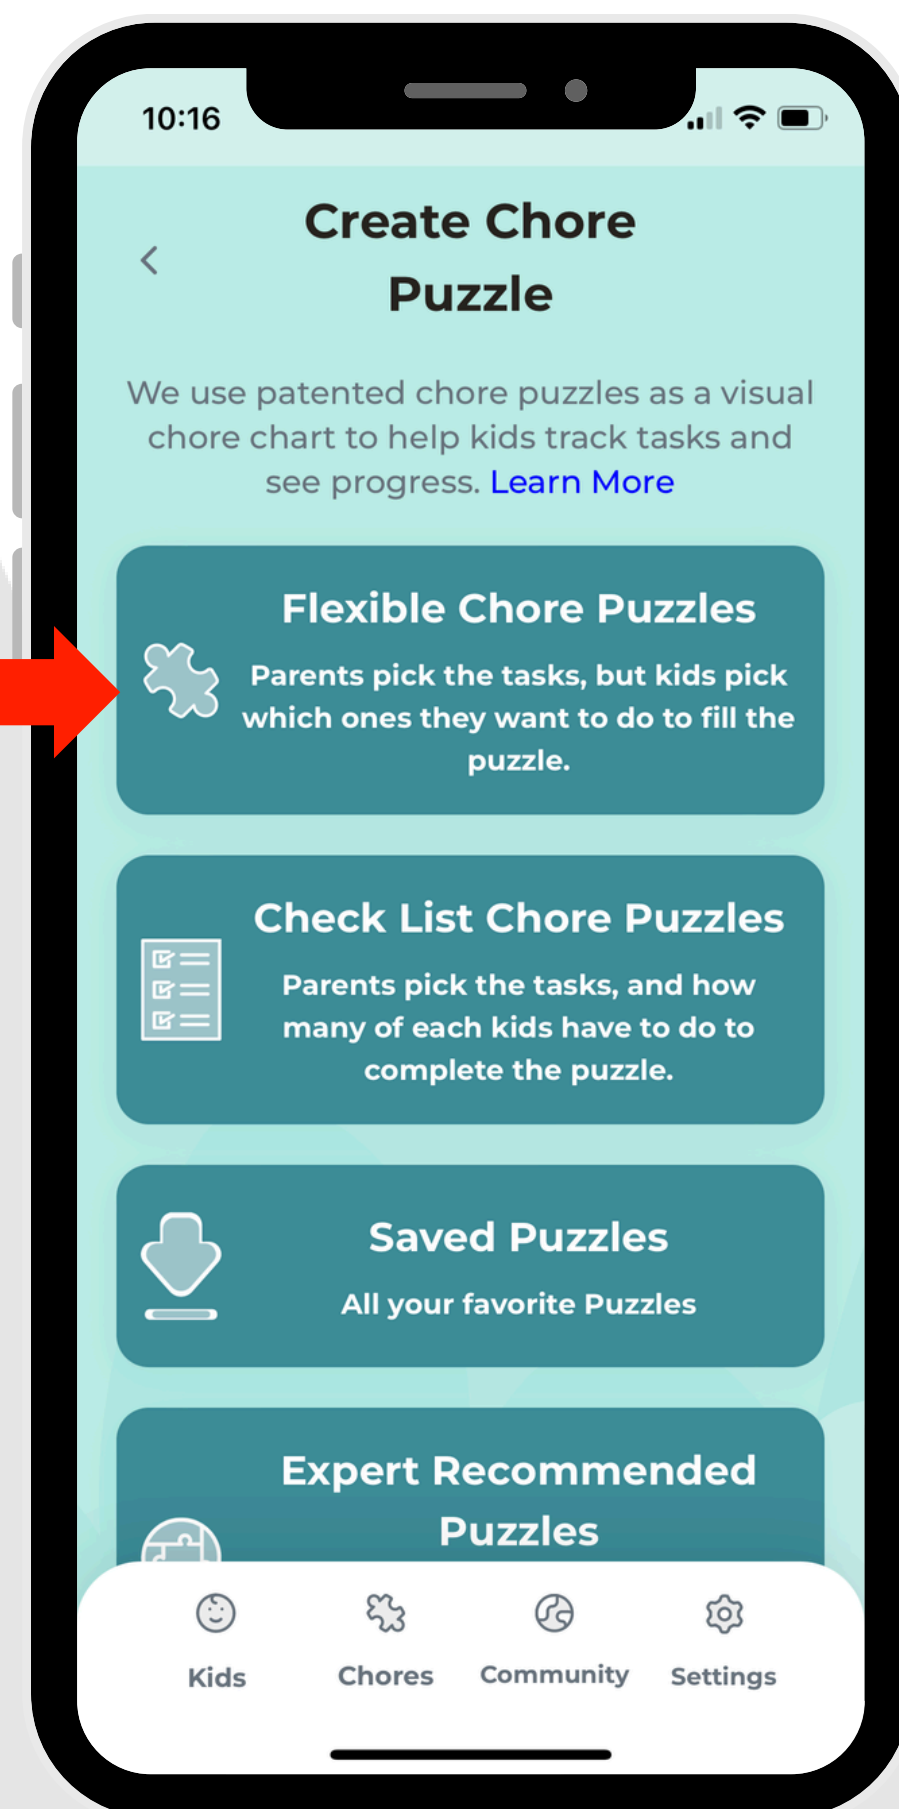 10:16
Create Chore
Puzzle
We use patented chore puzzles as a visual
chore chart to help kids track tasks and
see progress. Learn More
Flexible Chore Puzzles
Parents pick the tasks, but kids pick
which ones they want to do to fill the
puzzle.
Check List Chore Puzzles
Parents pick the tasks, and how
many of each kids have to do to
complete the puzzle.
Saved Puzzles
All your favorite Puzzles
Expert Recommended
Puzzles
Kids
Chores
Community
Settings